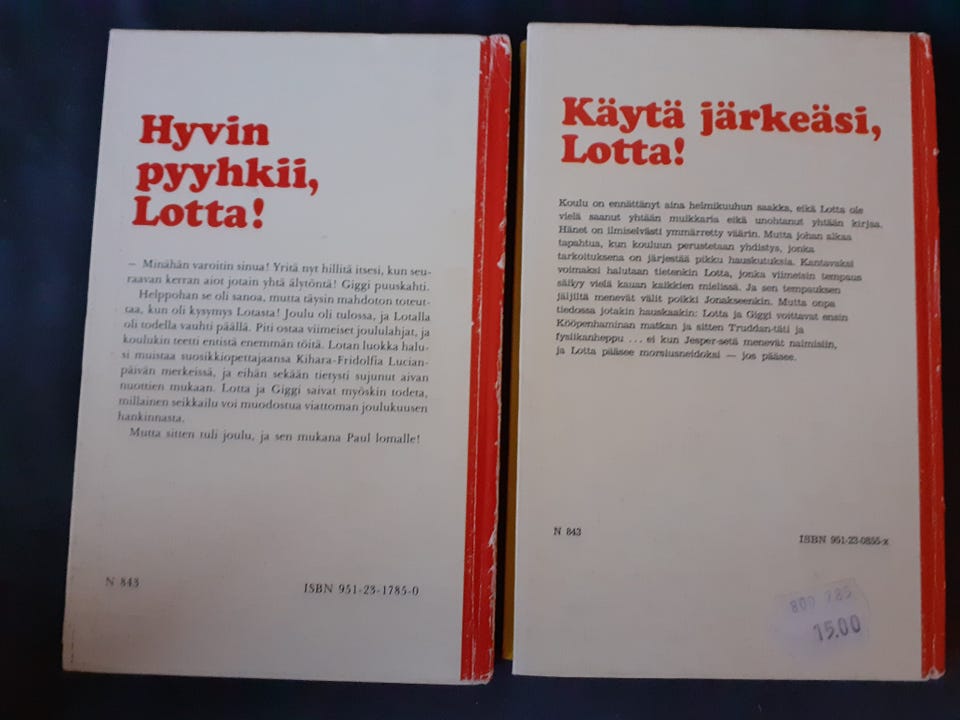 Hyvin
pyyhkii,
Lotta!
— Minähän varoitin sinua! Yritä nyt hillitä itsesi, kun seu-
raavan kerran aiot jotain yhtä älytöntä! Giggi puuskahti.
Helppohan se oli sanoa, mutta täysin mahdoton toteut-
taa, kun oli kysymys Lotasta! Joulu oli tulossa, ja Lotalla
oli todella vauhti päällä. Piti ostaa viimeiset joululahjat, ja
koulukin teetti entistä enemmän töitä. Lotan luokka halu-
si muistaa suosikkiopettajaansa Kihara-Fridolfia Lucian-
päivän merkeissä, ja eihän sekään tietysti sujunut aivan
nuottien mukaan. Lotta ja Giggi saivat myöskin todeta,
millainen seikkailu voi muodostua viattoman joulukuusen
hankinnasta.
Mutta sitten tuli joulu, ja sen mukana Paul lomalle!
N 843
ISBN 951-23-1785-0
Käytä järkeäsi,
Lotta!
Koulu on ennättänyt aina helmikuuhun saakka, eikä Lotta ole
vielä saanut yhtään muikkaria eikä unohtanut yhtään kirjaa.
Hänet on ilmiselvästi ymmärretty väärin. Mutta johan alkaa
tapahtua, kun kouluun perustetaan yhdistys, jonka
tarkoituksena on järjestää pikku hauskutuksia. Kantavaksi
voimaksi halutaan tietenkin Lotta, jonka viimeisin tempaus
säilyy vielä kauan kaikkien mielissä. Ja sen tempauksen
jäljiltä menevät välit poikki Jonakseenkin. Mutta onpa
tiedossa jotakin hauskaakin: Lotta ja Giggi voittavat ensin
Kööpenhaminan matkan ja sitten Truddan-täti ja
fysiikanheppu . . . ei kun Jesper-setä menevät naimisiin,
ja Lotta pääsee morsiusneidoksi — jos pääsee.
N 843
ISBN 951-23-0855-x
800 785
15.00